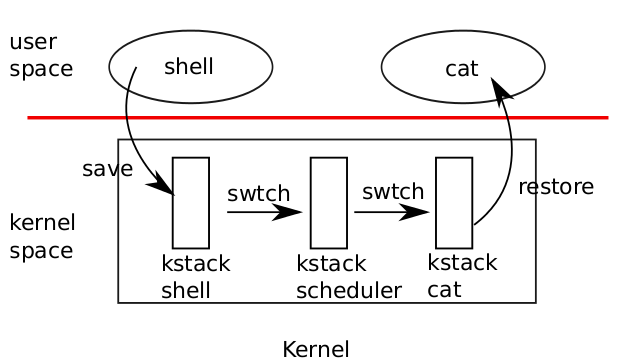 user
space
shell
cat
save
swtch
swtch
restore
kernel
space
kstack
shell
kstack
scheduler
kstack
cat
Kernel